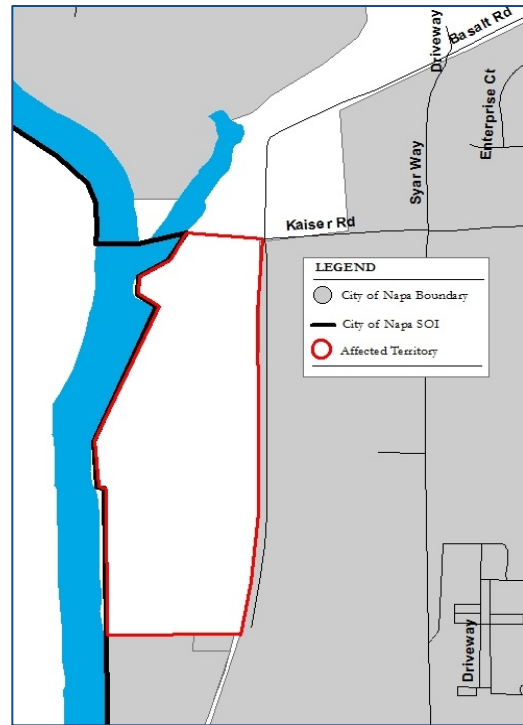 Basalt Rd
Driveway
Enterprise Ct
Syar Way
Kaiser Rd
LEGEND
City of Napa Boundary
City of Napa SOI
Affected Territory
Driveway